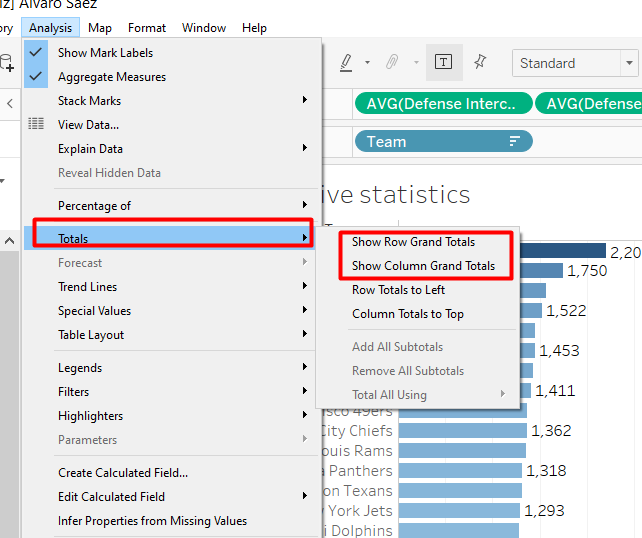 iz] Alvaro Saez
ory Analysis Map Format Window Help
Show Mark Labels
Aggregate Measures
Stack Marks
View Data...
Explain Data
Reveal Hidden Data
Percentage of
Totals
Forecast
Trend Lines
Special Values
Table Layout
Legends
Filters
Highlighters
Parameters
Create Calculated Field...
Edit Calculated Field
Infer Properties from Missing Values
Show Row Grand Totals
Show Column Grand Totals
Row Totals to Left
Column Totals to Top
Add All Subtotals
Remove All Subtotals
Total All Using
T Standard
AVG(Defense Interc.. AVG(Defense
Team
ive statistics
2,20
1,750
1,522
1,453
1,411
isco 49ers
City Chiefs 1,362
ouis Rams
a Panthers 1,318
on Texans
w York Jets 1,293
i Dolphins